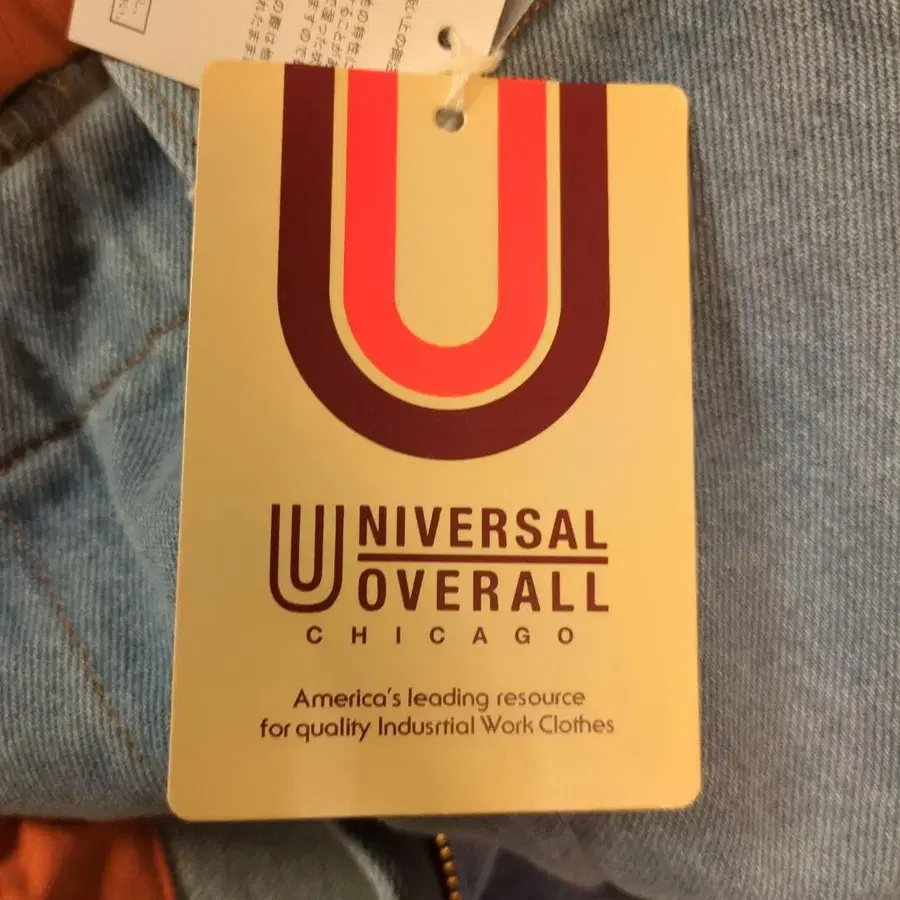 UNIVERSAL
OVERALL
CHICAGO
America's leading resource
for quality Indusrtial Work Clothes